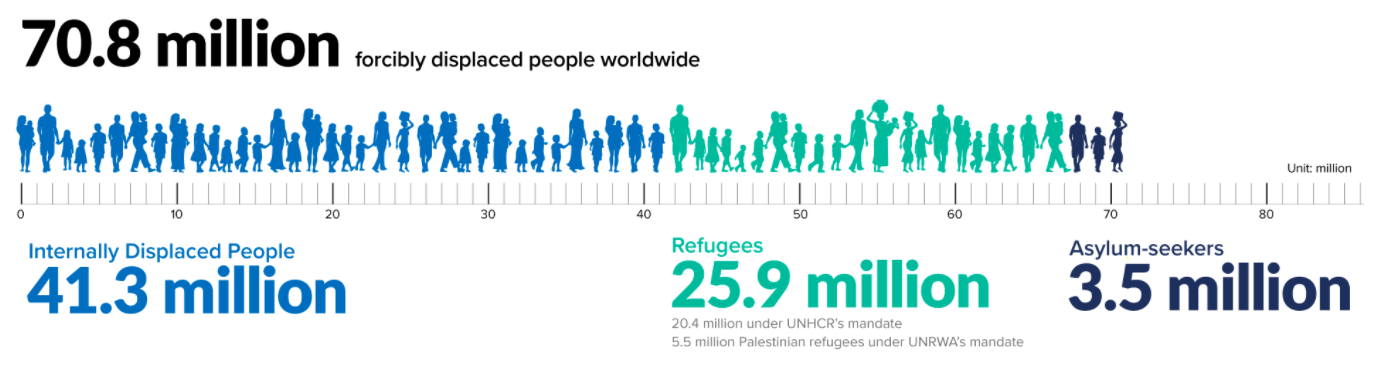 70.8 million forcibly displaced people worldwide
Unit: million
0 10 20 30 40 50 60 70 80
Internally Displaced People
41.3 million
Refugees
25.9 million
20.4 million under UNHCR's mandate
5.5 million Palestinian refugees under UNRWA's mandate
Asylum-seekers
3.5 million